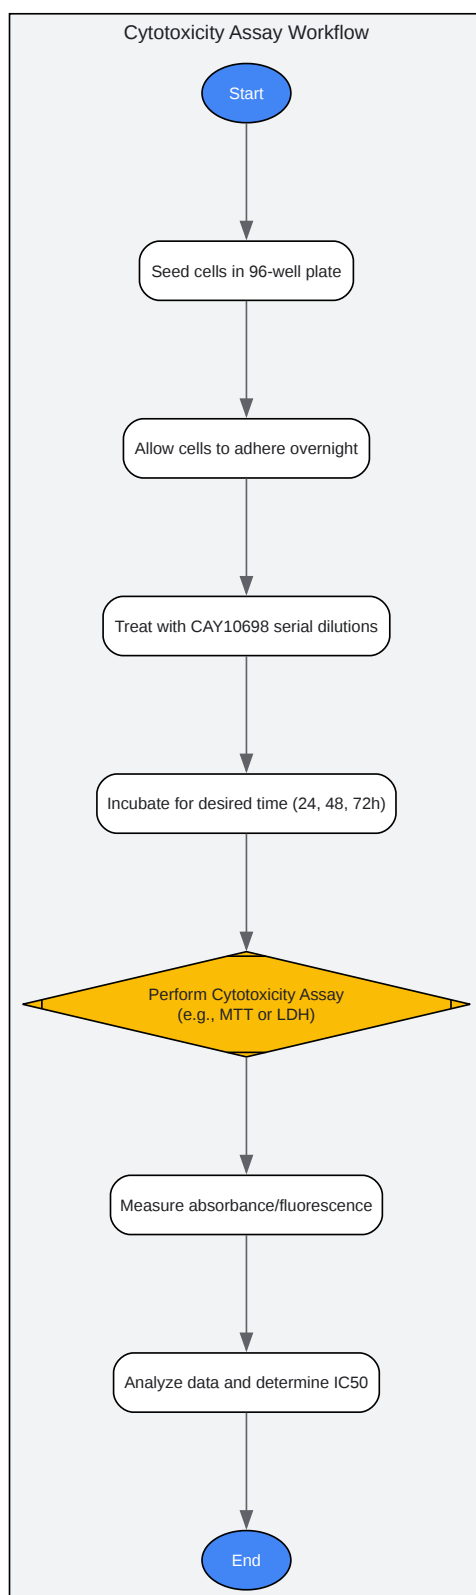 Cytotoxicity Assay Workflow
Start
Seed cells in 96-well plate
Allow cells to adhere overnight
Treat with CAY10698 serial dilutions
Incubate for desired time (24, 48, 72h)
Perform Cytotoxicity Assay
(e.g., MTT or LDH)
Measure absorbance/fluorescence
Analyze data and determine IC50
End